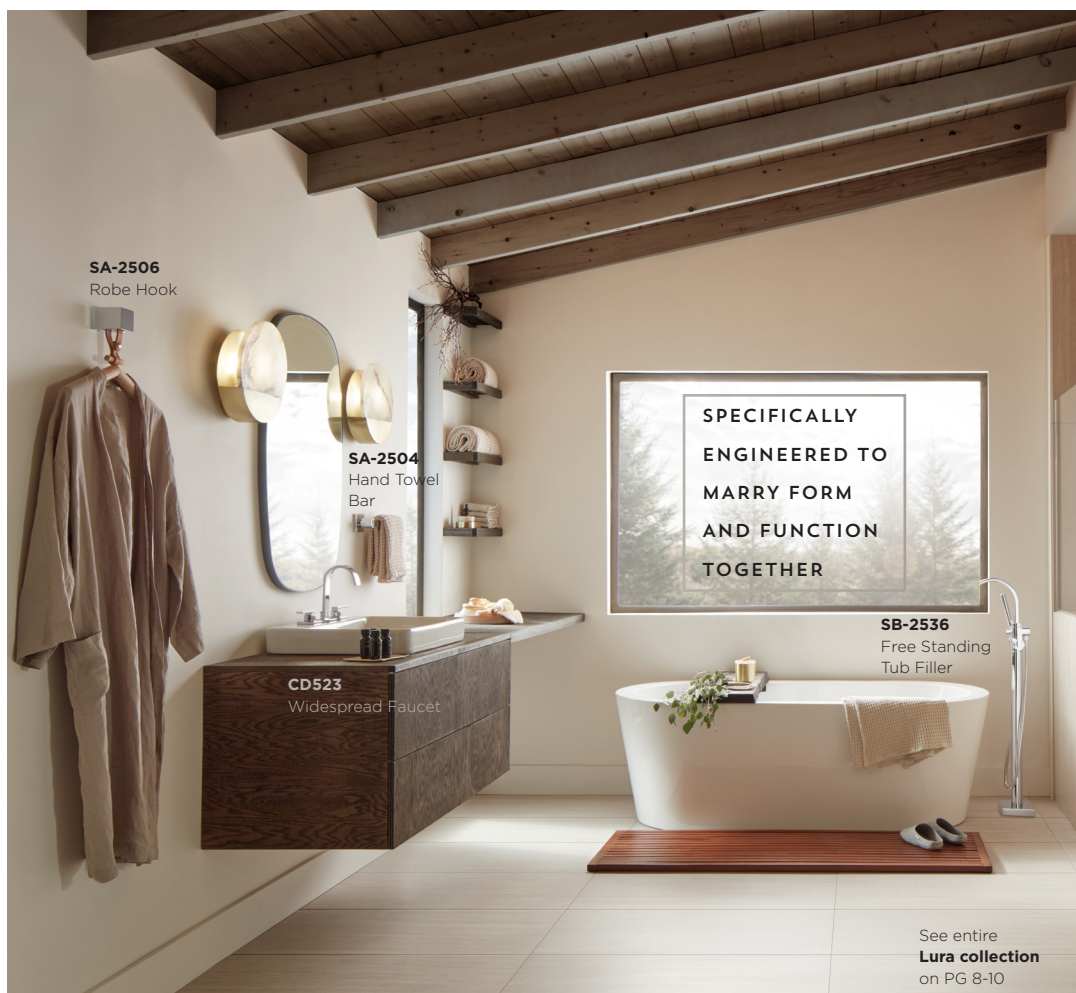 SA-2506
Robe Hook
SA-2504
Hand Towel
Bar
SPECIFICALLY
ENGINEERED TO
MARRY FORM
AND FUNCTION
TOGETHER
SB-2536
Free Standing
Tub Filler
CD523
Widespread Faucet
See entire
Lura collection
on PG 8-10